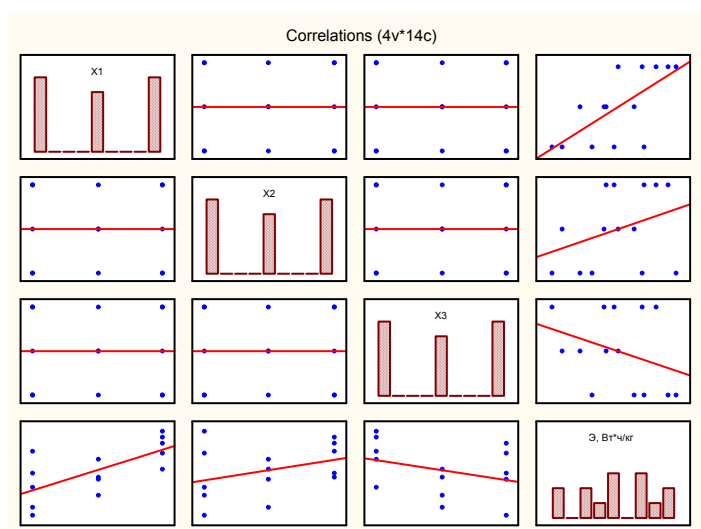 Correlations (4v*14c)
X1
X2
X3
Э, Вт*ч/кг